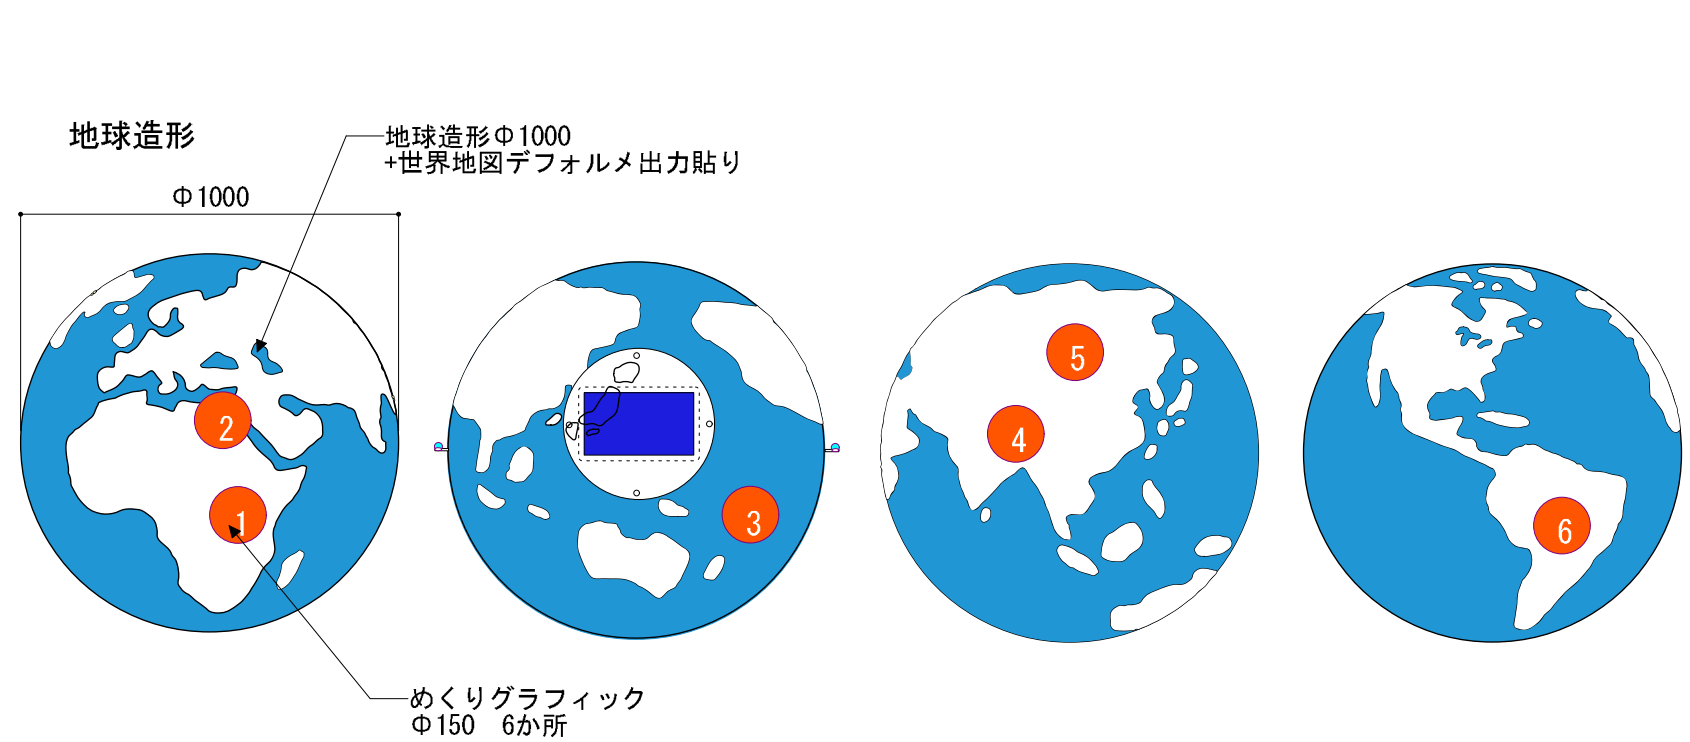 地球造形
地球造形Φ1000
+世界地図デフォルメ出力貼り
Φ1000
2
1
3
5
4
6
めくりグラフィック
Φ150 6か所